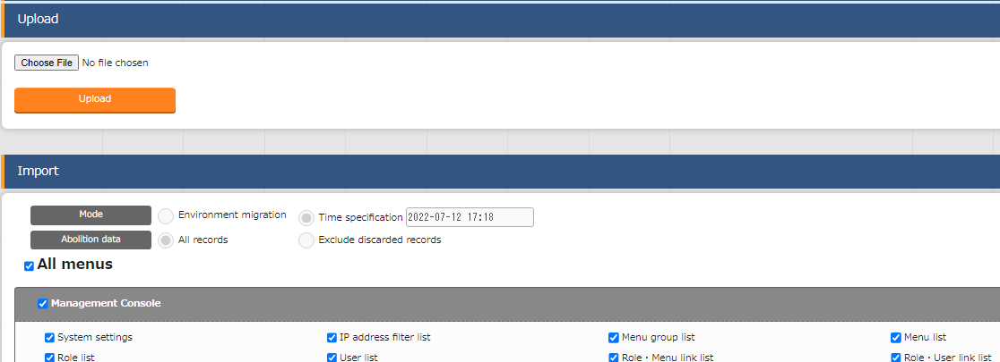 Upload
Choose File No file chosen
Upload
Import
Mode Environment migration Time specification 2022-07-12 17:18
Abolition data All records Exclude discarded records
All menus
Management Console
System settings IP address filter list Menu group list Menu list
Role list User list Role・Menu link list Role・User link list